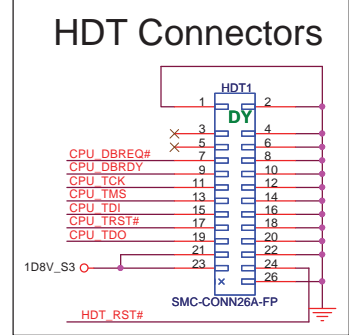 HDT Connectors
HDT1
1 2
DY
3 4
5 6
CPU_DBREQ# 7 8
CPU_DBRDY 9 10
CPU_TCK 11 12
CPU_TMS 13 14
CPU_TDI 15 16
CPU_TRST# 17 18
CPU_TDO 19 20
21 22
1D8V_S3 23 24
26
SMC-CONN26A-FP
HDT_RST#